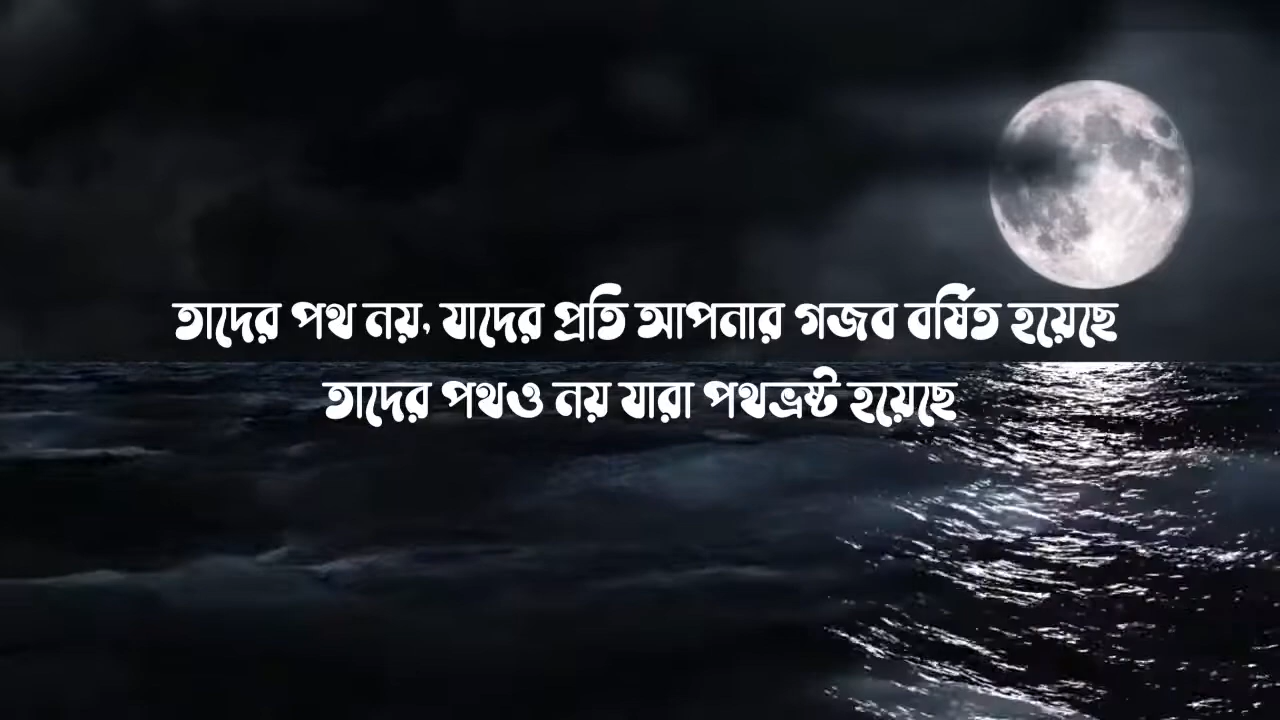 তাদের পথ নয়, যাদের প্রতি আপনার গজব বর্ষিত হয়েছে
তাদের পথও নয় যারা পথভ্রষ্ট হয়েছে